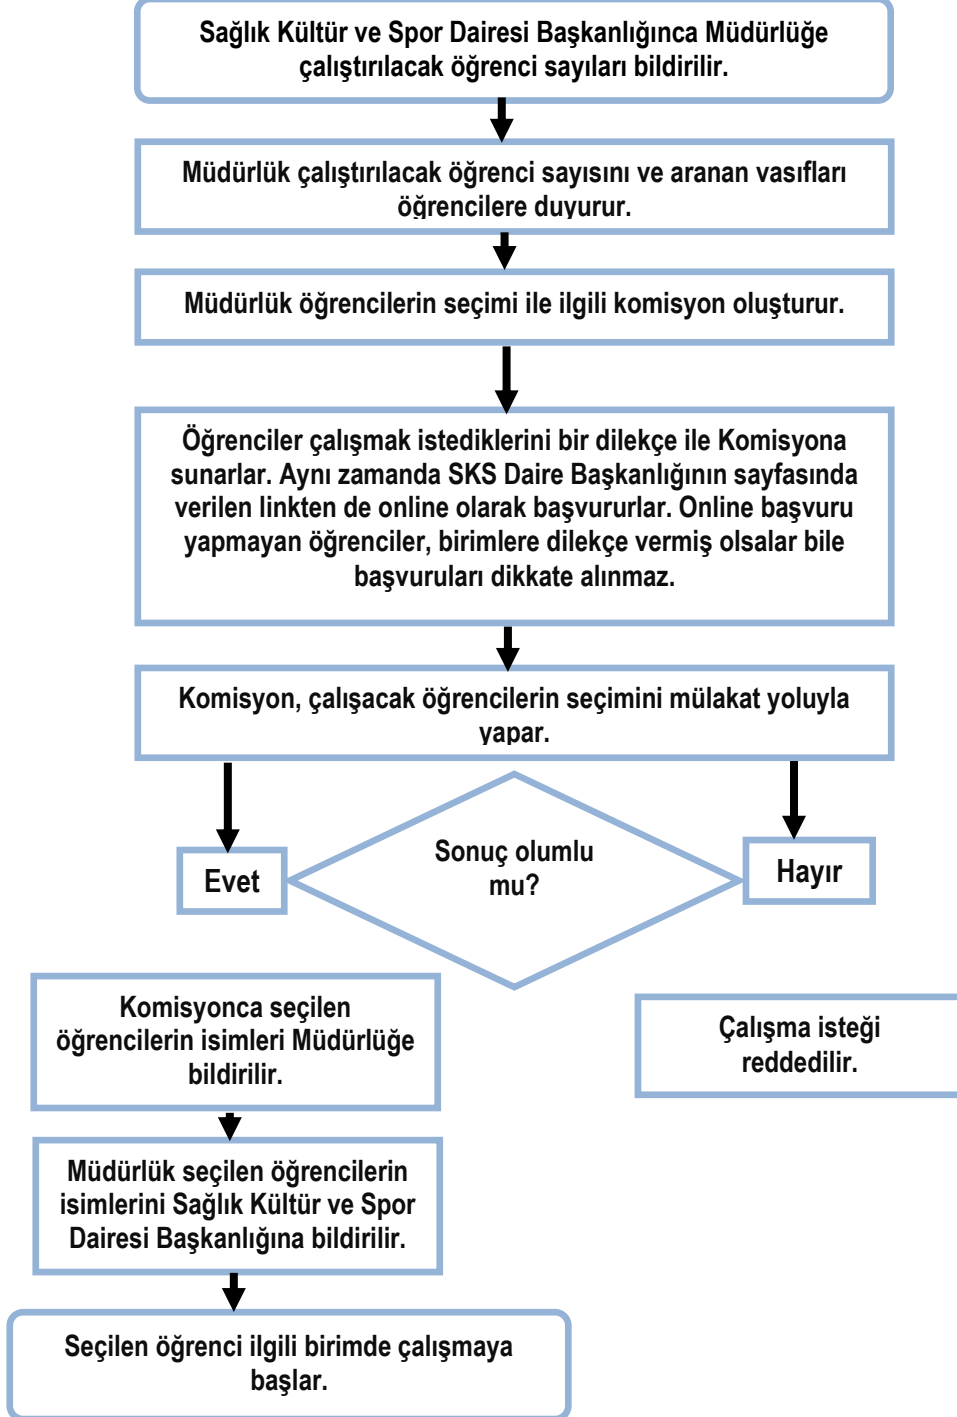 Sağlık Kültür ve Spor Dairesi Başkanlığınca Müdürlüğe
çalıştırılacak öğrenci sayıları bildirilir.
Müdürlük çalıştırılacak öğrenci sayısını ve aranan vasıfları
öğrencilere duyurur.
Müdürlük öğrencilerin seçimi ile ilgili komisyon oluşturur.
Öğrenciler çalışmak istediklerini bir dilekçe ile Komisyona
sunarlar. Aynı zamanda SKS Daire Başkanlığının sayfasında
verilen linkten de online olarak başvururlar. Online başvuru
yapmayan öğrenciler, birimlere dilekçe vermiş olsalar bile
başvuruları dikkate alınmaz.
Komisyon, çalışacak öğrencilerin seçimini mülakat yoluyla
yapar.
Sonuç olumlu
mu?
Evet
Hayır
Komisyonca seçilen
öğrencilerin isimleri Müdürlüğe
bildirilir.
Çalışma isteği
reddedilir.
Müdürlük seçilen öğrencilerin
isimlerini Sağlık Kültür ve Spor
Dairesi Başkanlığına bildirilir.
Seçilen öğrenci ilgili birimde çalışmaya
başlar.